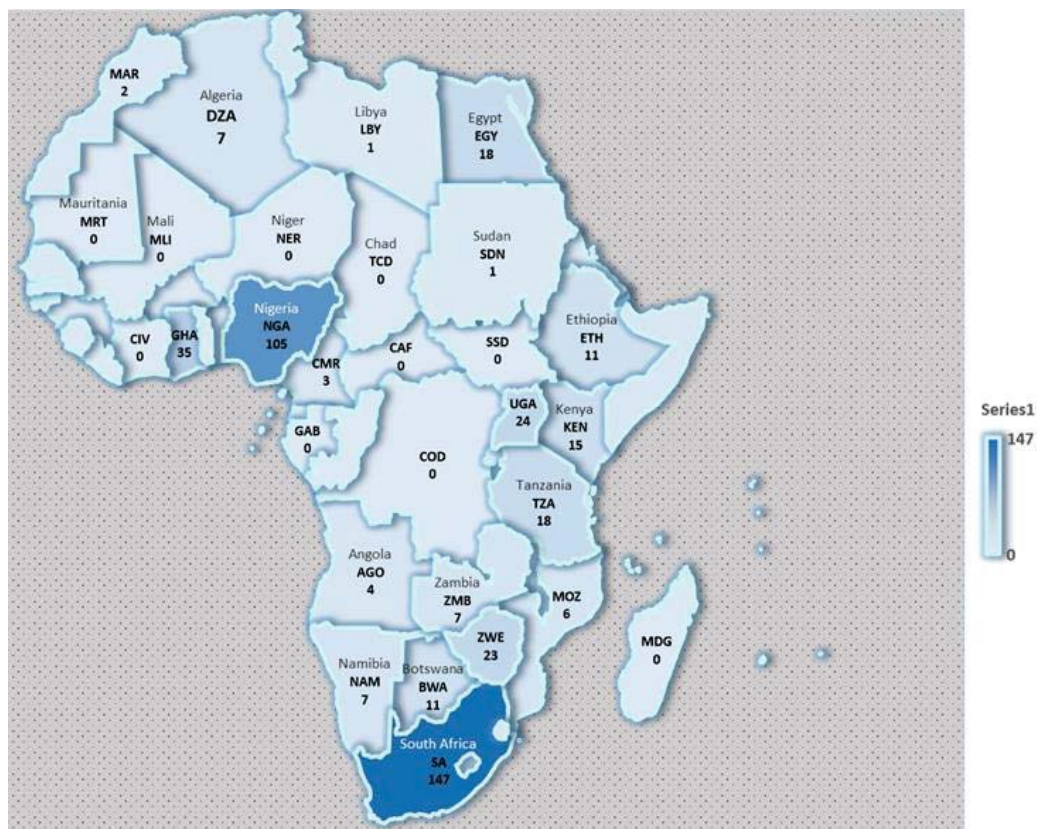 MAR
2
Algeria
DZA
7
Libya
LBY
1
Egypt
EGY
18
Mauritania
MRT
0
Mali
MLI
0
Niger
NER
0
Chad
TCD
0
Sudan
SDN
1
Nigeria
NGA
105
CIV
0
GHA
35
CMR
3
CAF
0
SSD
0
Ethiopia
ETH
11
GAB
0
COD
0
UGA
24
Kenya
KEN
15
Tanzania
TZA
18
Angola
AGO
4
Zambia
ZMB
7
MOZ
6
ZWE
23
MDG
0
Namibia
NAM
7
Botswana
BWA
11
South Africa
SA
147
Series1
147
0